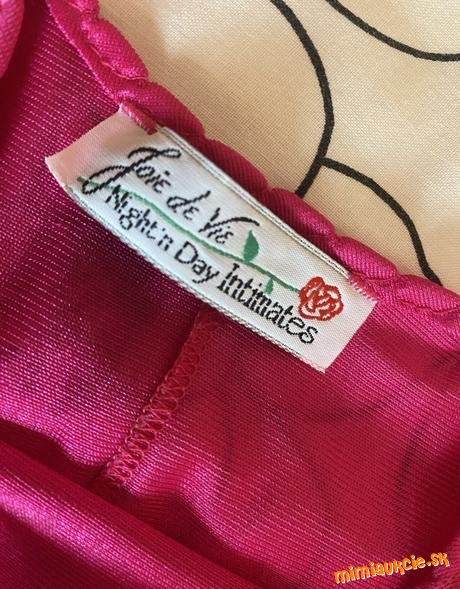 Joie de Vie
Night'n Day Intimates
mimiaukcie.sk